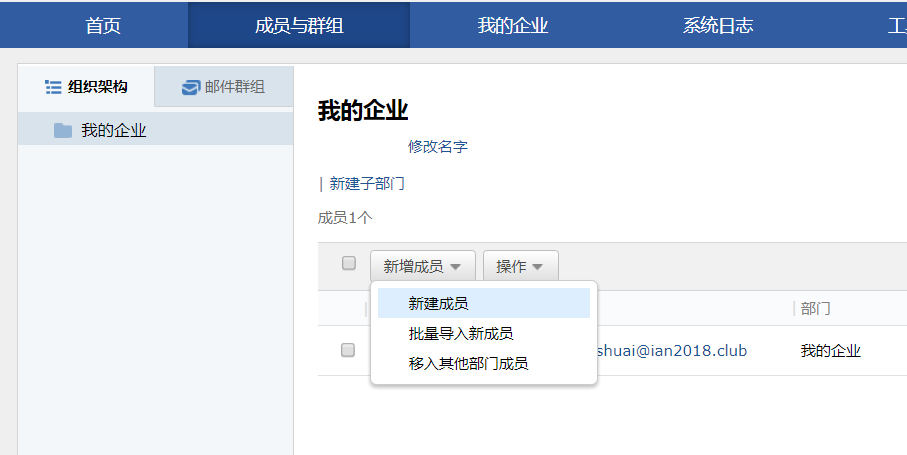 首页 成员与群组 我的企业 系统日志
组织架构 邮件群组
我的企业
我的企业
修改名字
| 新建子部门
成员1个
新增成员 操作
新建成员
部门
批量导入新成员
shuai@ian2018.club 我的企业
移入其他部门成员